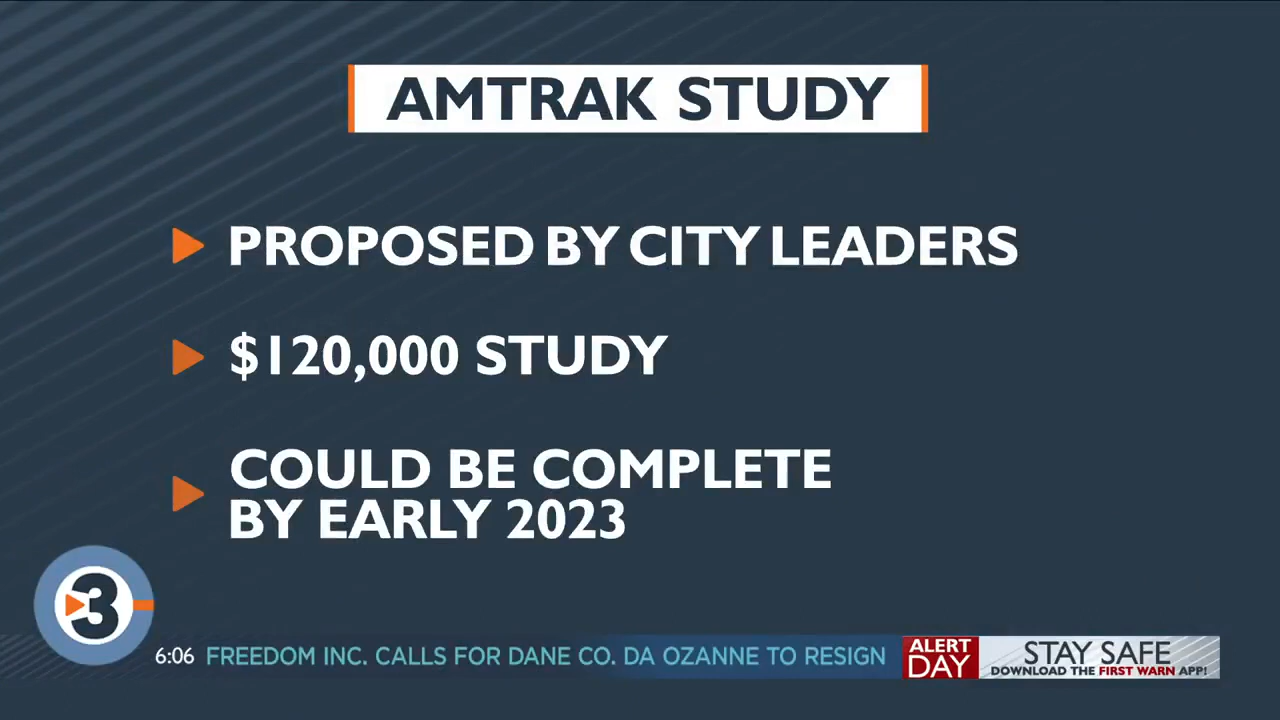 AMTRAK STUDY
PROPOSED BY CITY LEADERS
$120,000 STUDY
COULD BE COMPLETE
BY EARLY 2023
3
6:06 FREEDOM INC. CALLS FOR DANE CO. DA OZANNE TO RESIGN
ALERT
DAY
STAY SAFE
DOWNLOAD THE FIRST WARN APP!